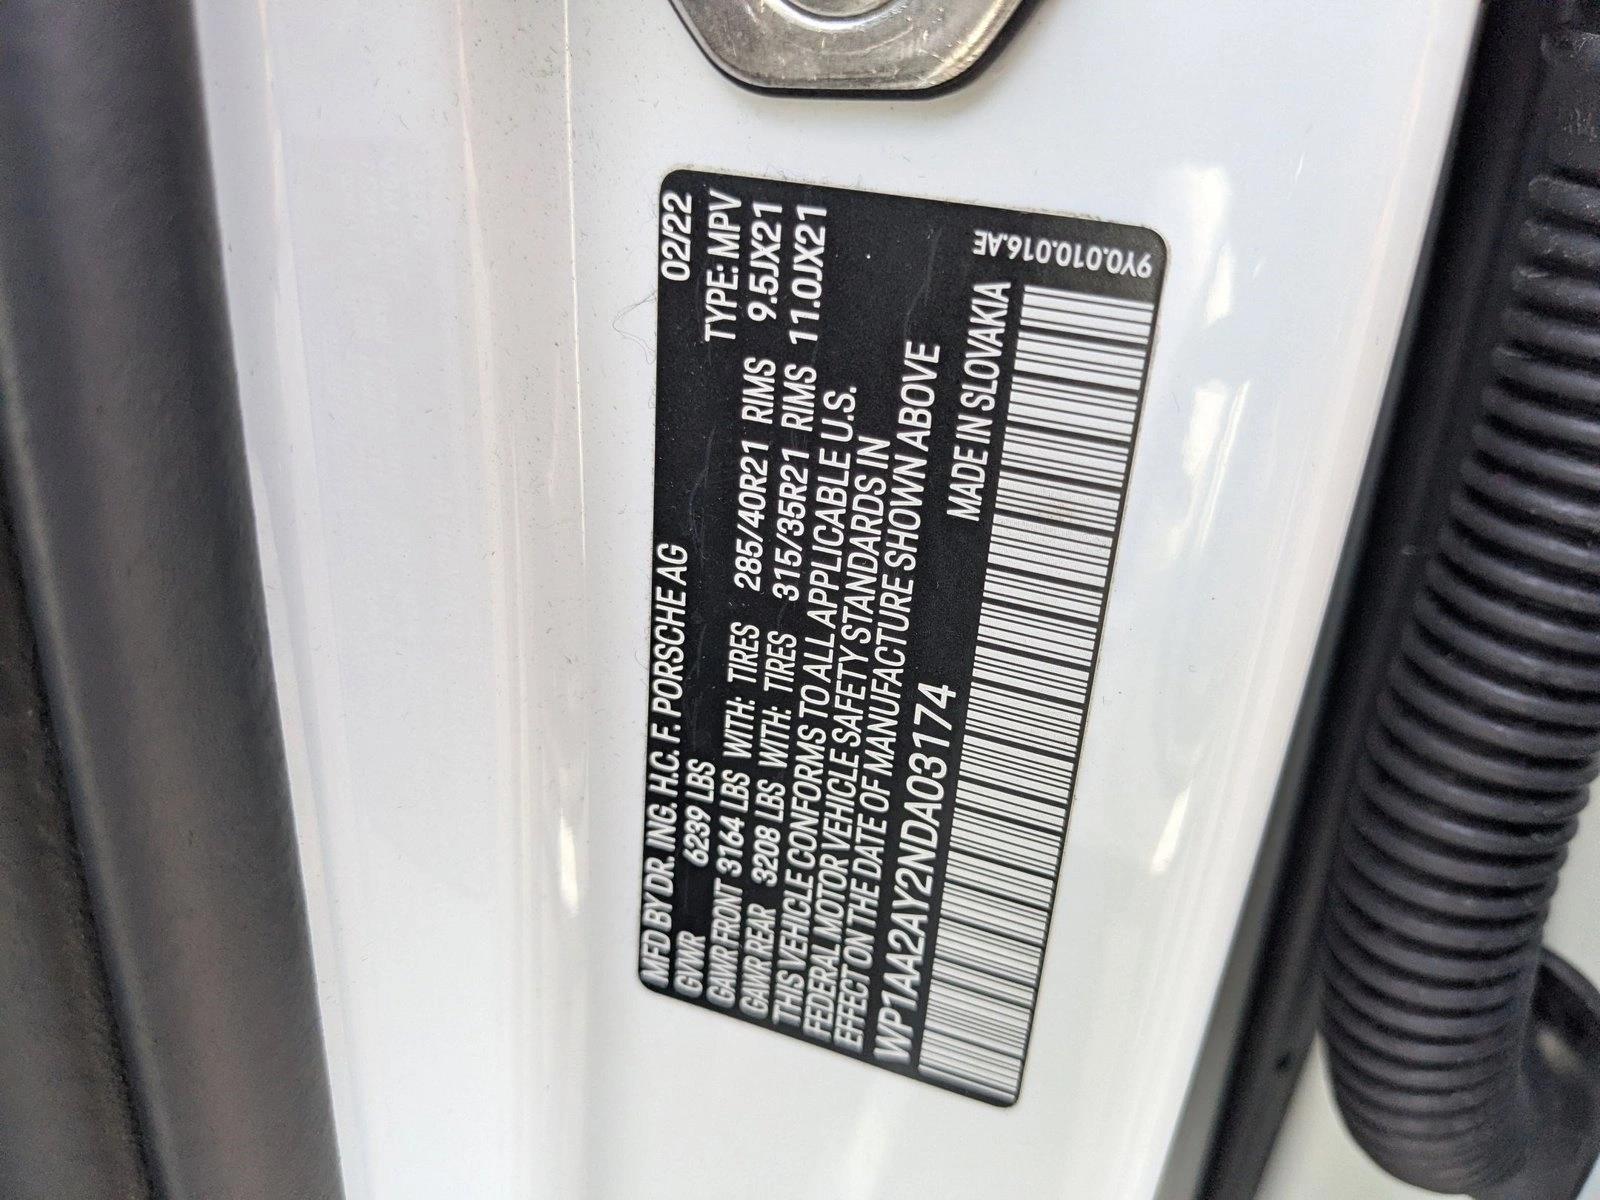 MFD BY DR. ING. H.C. F. PORSCHE AG 02/22
GVWR 6239 LBS TYPE: MPV
GAWR FRONT 3164 LBS WITH: TIRES 285/40R21 RIMS 9.5JX21
GAWR REAR 3208 LBS WITH: TIRES 315/35R21 RIMS 11.0JX21
THIS VEHICLE CONFORMS TO ALL APPLICABLE U.S.
FEDERAL MOTOR VEHICLE SAFETY STANDARDS IN
EFFECT ON THE DATE OF MANUFACTURE SHOWN ABOVE
WP1AA2AY2NDA03174 MADE IN SLOVAKIA
9Y0.010.016.AE